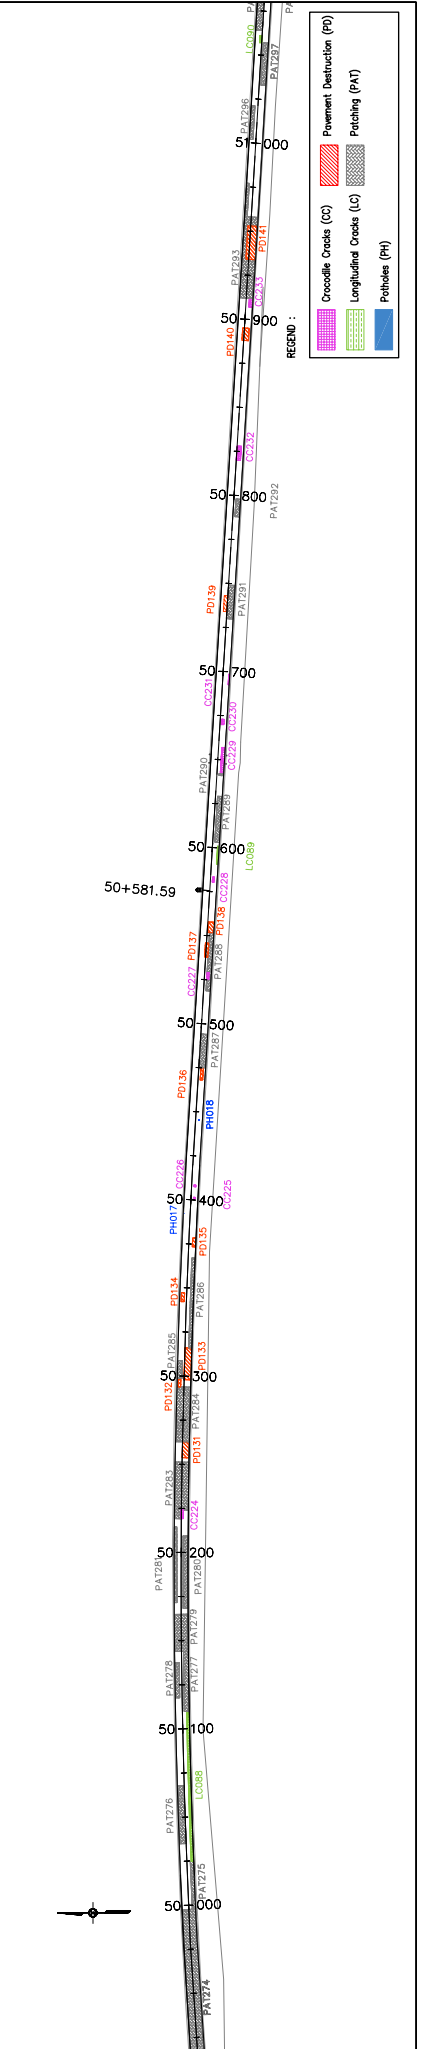 LC090
PAT297
PAT296
51 000
PD141
PAT293
CC233
50 900
PD140
CC232
50 800
PAT292
PD139
PAT291
50 700
CC231
CC230
CC229
PAT290
PAT289
50 600
LC089
CC228
50+581.59
PD138
PD137
PAT288
CC227
50 500
PAT287
PD136
PH018
CC226
CC225
50 400
PH017
PD135
PD134
PAT286
PAT285
PD133
50 300
PD132
PAT284
PD131
PAT283
CC224
50 200
PAT281
PAT280
PAT279
PAT278
PAT277
50 100
LC088
PAT276
PAT275
50 000
PAT274
REGEND :
Crocodile Cracks (CC)
Pavement Destruction (PD)
Longitudinal Cracks (LC)
Patching (PAT)
Potholes (PH)